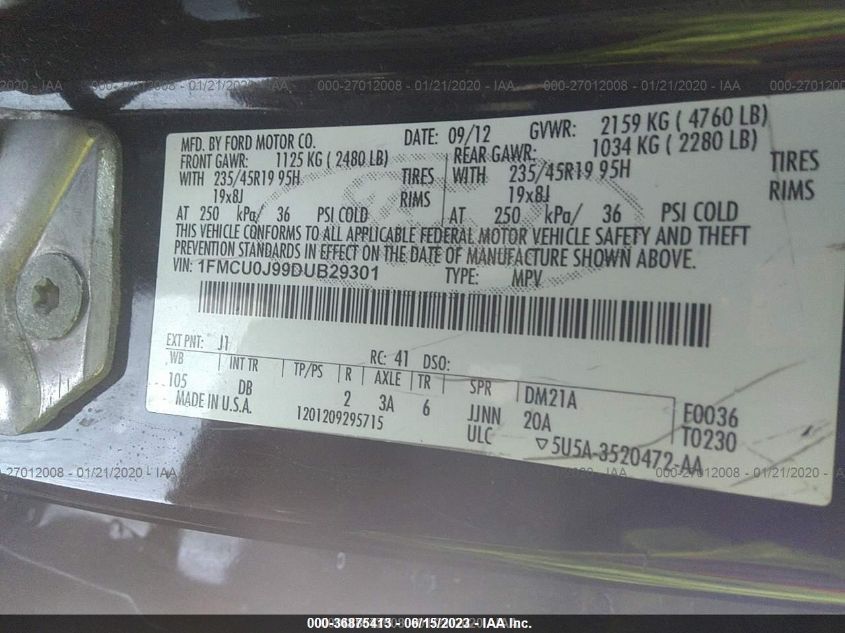 000-27012008 - 01/21/2020 - IAA
MFD. BY FORD MOTOR CO. DATE: 09/12 GVWR: 2159 KG ( 4760 LB)
FRONT GAWR: 1125 KG ( 2480 LB) REAR GAWR: 1034 KG ( 2280 LB)
WITH 235/45R19 95H TIRES WITH 235/45R19 95H TIRES
19x8J RIMS 19x8J RIMS
AT 250 kPa/ 36 PSI COLD AT 250 kPa/ 36 PSI COLD
THIS VEHICLE CONFORMS TO ALL APPLICABLE FEDERAL MOTOR VEHICLE SAFETY AND THEFT
PREVENTION STANDARDS IN EFFECT ON THE DATE OF MANUFACTURE SHOWN ABOVE.
VIN: 1FMCU0J99DUB29301 TYPE: MPV
EXT PNT: J1 RC: 41 DSO:
WB INT TR TP/PS R AXLE TR SPR DM21A
105 DB 2 3A 6 JJNN 20A E0036
MADE IN U.S.A. 1201209295715 ULC 5U5A-3520472-AA T0230
000-36875413 - 06/15/2023 - IAA Inc.